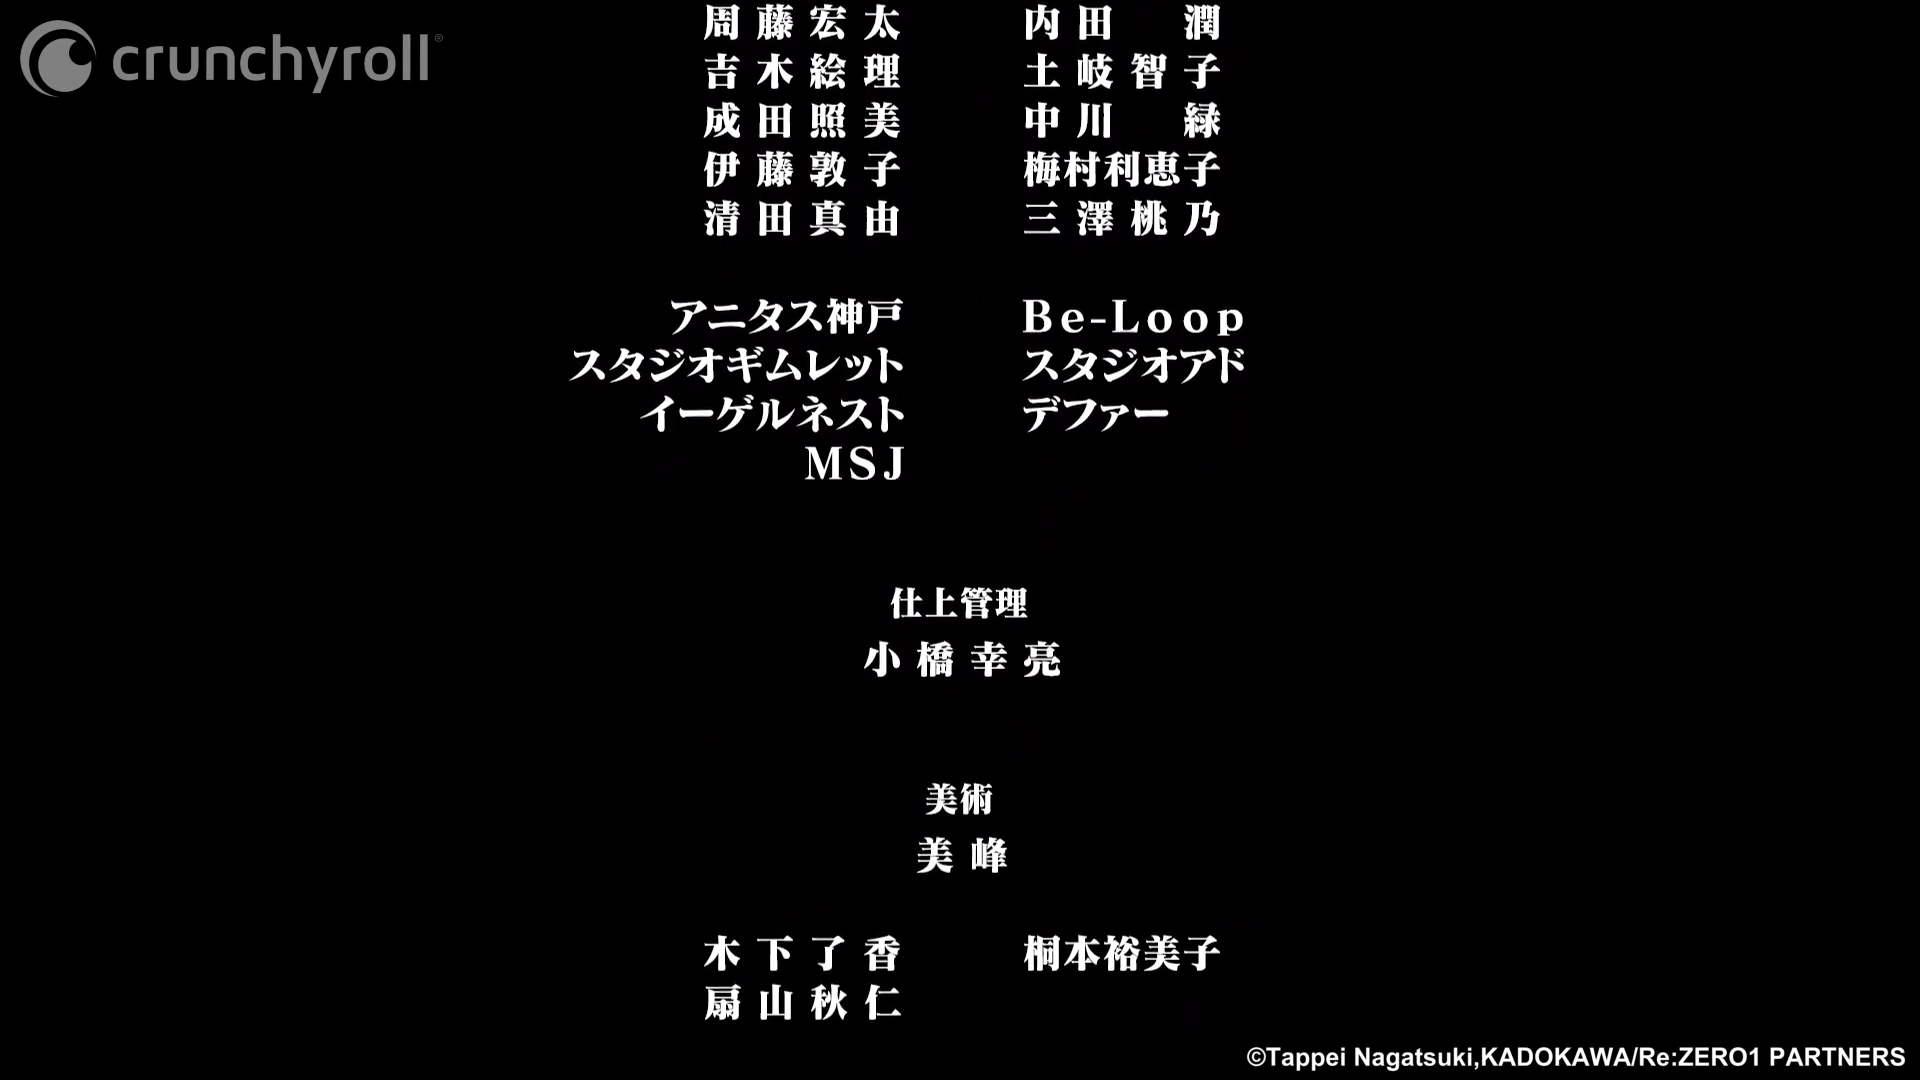 crunchyroll®
周藤宏太 内田潤
吉木絵理 土岐智子
成田照美 中川緑
伊藤敦子 梅村利恵子
清田真由 三澤桃乃
アニタス神戸 Be-Loop
スタジオギムレット スタジオアド
イーゲルネスト デファー
MSJ
仕上管理
小橋幸亮
美術
美峰
木下了香 桐本裕美子
扇山秋仁
©Tappei Nagatsuki,KADOKAWA/Re:ZERO1 PARTNERS